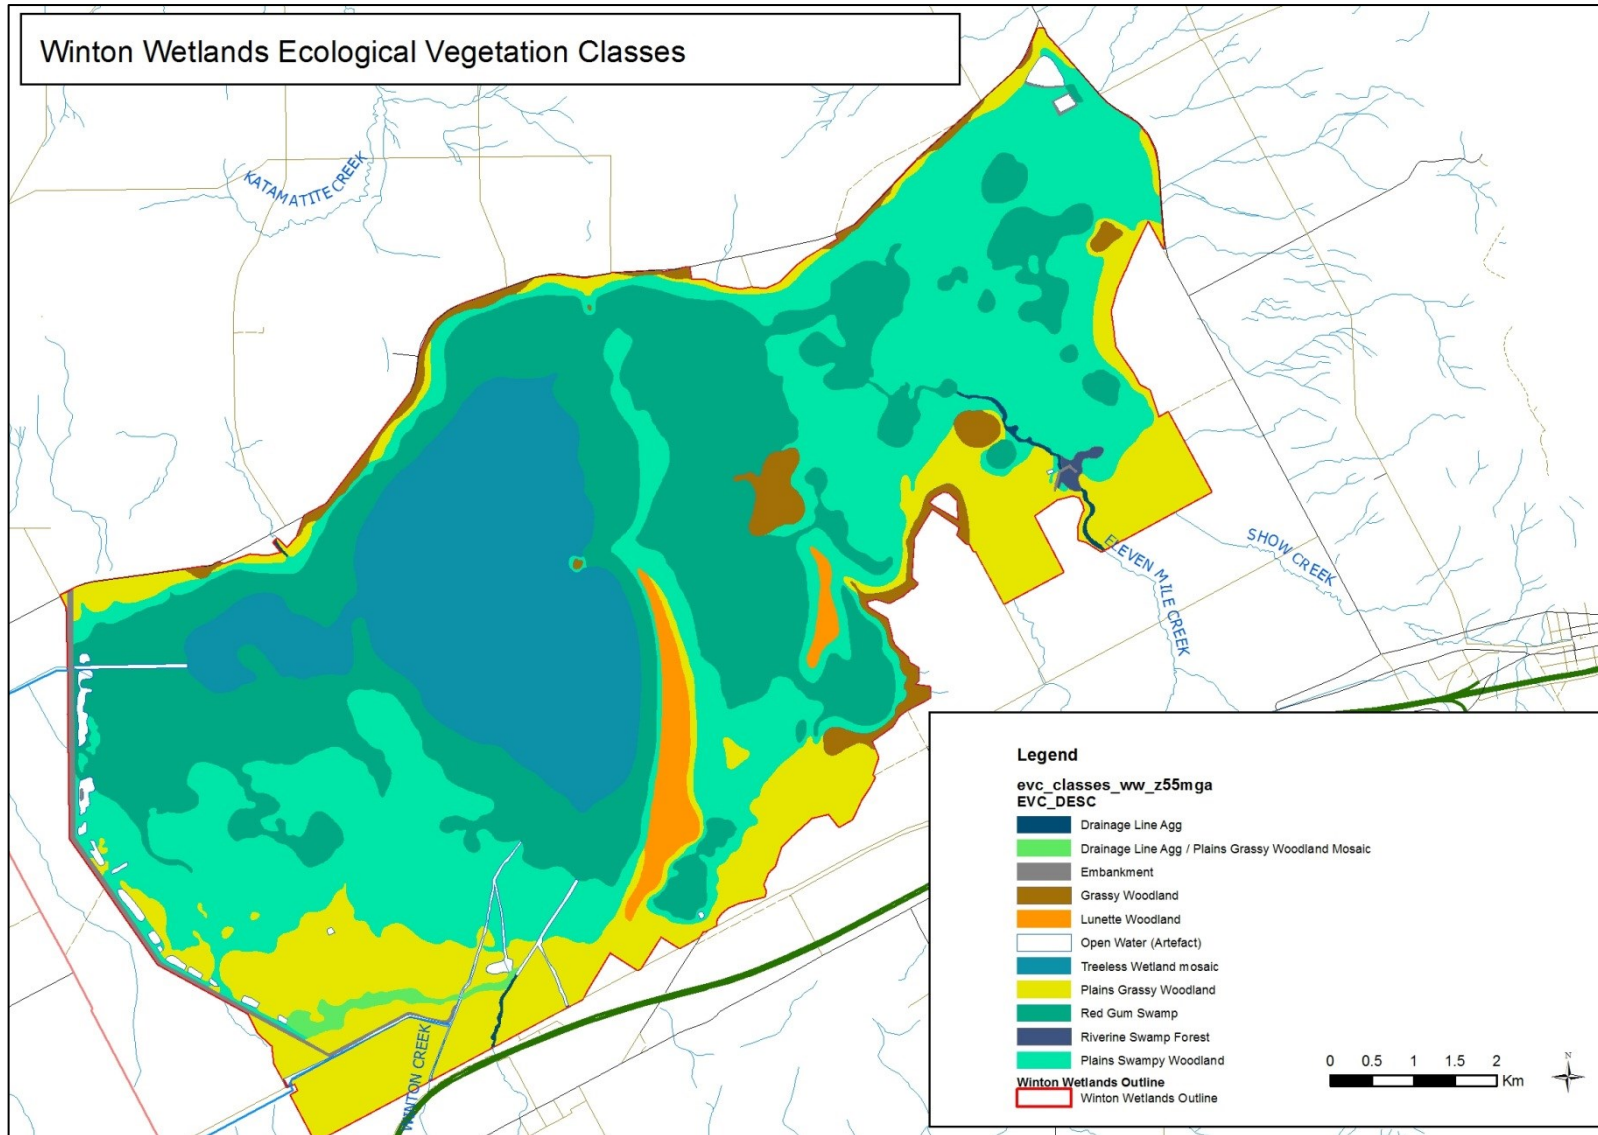 Winton Wetlands Ecological Vegetation Classes
KATAMATITE CREEK
SHOW CREEK
ELEVEN MILE CREEK
WINTON CREEK
Legend
evc_classes_ww_z55mga
EVC_DESC
Drainage Line Agg
Drainage Line Agg / Plains Grassy Woodland Mosaic
Embankment
Grassy Woodland
Lunette Woodland
Open Water (Artefact)
Treeless Wetland mosaic
Plains Grassy Woodland
Red Gum Swamp
Riverine Swamp Forest
Plains Swampy Woodland
Winton Wetlands Outline
Winton Wetlands Outline
0 0.5 1 1.5 2
Km
N